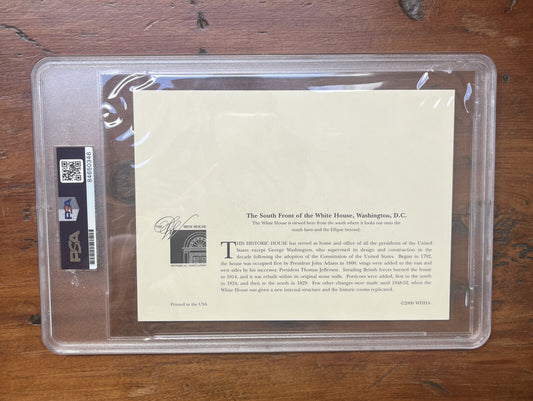 The South Front of the White House, Washington, D.C.
The White House is viewed here from the south where it looks out onto the
south lawn and the Ellipse beyond.
THIS HISTORIC HOUSE has served as home and office of all the presidents of the United
States except George Washington, who supervised its design and construction in the
decade following the adoption of the Constitution of the United States. Begun in 1792,
the house was occupied first by President John Adams in 1800; wings were added to the east and
west sides by his successor, President Thomas Jefferson. Invading British forces burned the house
in 1814, and it was rebuilt within its original stone walls. Porticoes were added, first to the south
in 1824, and then to the south in 1829. Few other changes were made until 1948-52, when the
White House was given a new internal structure and the historic rooms replicated.
WHITE HOUSE
HISTORICAL ASSOCIATION
Printed in the USA
©2000 WHHA
PSA
84650346